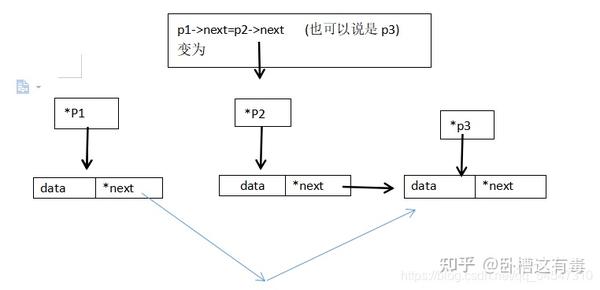 p1->next=p2->next (也可以说是 p3)
变为
*P1
*P2
*p3
data *next
data *next
data *next
知乎 @卧槽这有毒